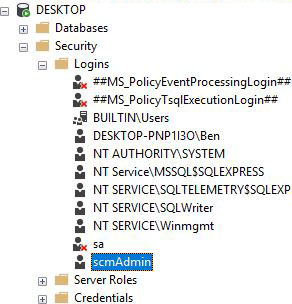 DESKTOP
Databases
Security
Logins
##MS_PolicyEventProcessingLogin##
##MS_PolicyTsqlExecutionLogin##
BUILTIN\Users
DESKTOP-PNP1I3O\Ben
NT AUTHORITY\SYSTEM
NT Service\MSSQL$SQLEXPRESS
NT SERVICE\SQLTELEMETRY$SQLEXP
NT SERVICE\SQLWriter
NT SERVICE\Winmgmt
sa
scmAdmin
Server Roles
Credentials